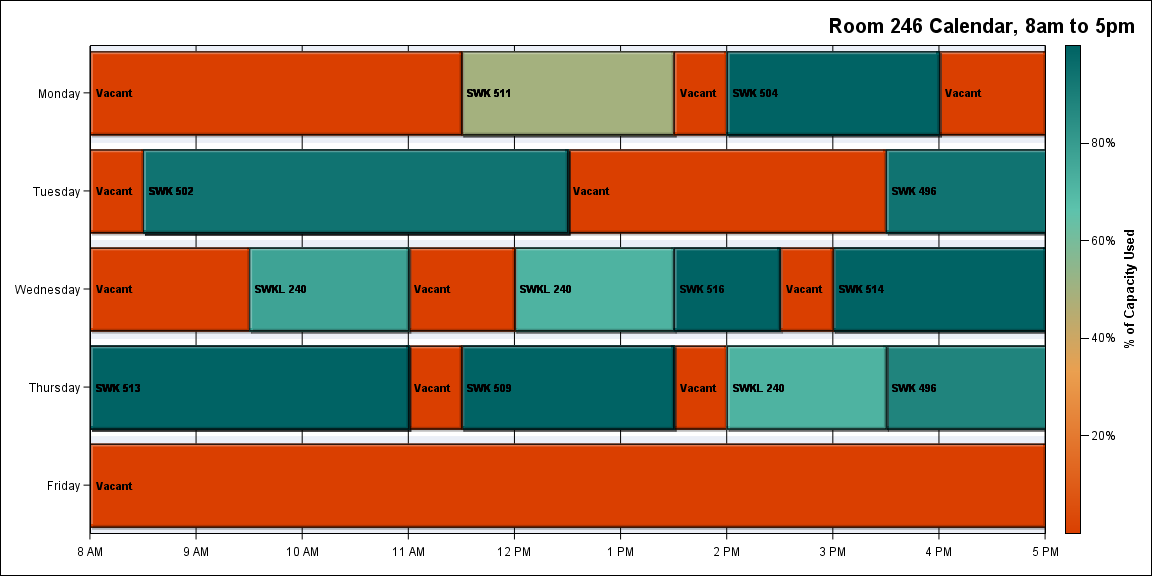 Room 246 Calendar, 8am to 5pm
Monday
Vacant
SWK 511
Vacant
SWK 504
Vacant
Tuesday
Vacant
SWK 502
Vacant
SWK 496
Wednesday
Vacant
SWKL 240
Vacant
SWKL 240
SWK 516
Vacant
SWK 514
Thursday
SWK 513
Vacant
SWK 509
Vacant
SWKL 240
SWK 496
Friday
Vacant
8 AM
9 AM
10 AM
11 AM
12 PM
1 PM
2 PM
3 PM
4 PM
5 PM
80%
60%
40%
20%
% of Capacity Used